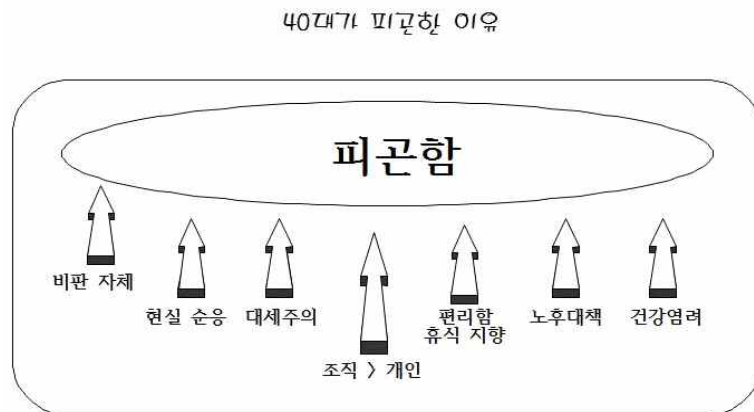 40대가 피곤한 이유
피곤함
비판 자체
현실 순응
대세주의
조직 > 개인
편리함
휴식 지향
노후대책
건강염려